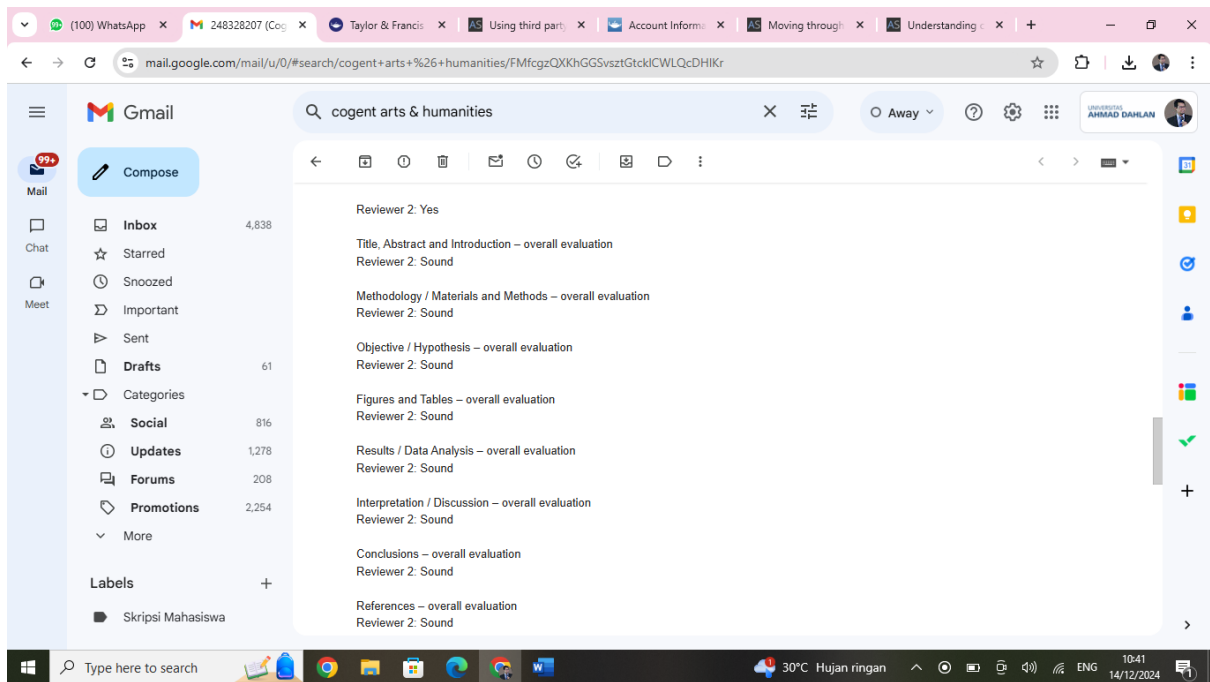 (100) WhatsApp
248328207 (Cog
Taylor & Francis
AS Using third part
Account Informa
AS Moving through
AS Understanding c
mail.google.com/mail/u/0/#search/cogent+arts+%26+humanities/FMfcgzQXKhGGSvsztGtcklCWLQcDHIKr
Gmail
cogent arts & humanities
Away
UNIVERSITAS
AHMAD DAHLAN
99+
Mail
Chat
Meet
Compose
Inbox 4,838
Starred
Snoozed
Important
Sent
Drafts 61
Categories
Social 816
Updates 1,278
Forums 208
Promotions 2,254
More
Labels
Skripsi Mahasiswa
Reviewer 2: Yes
Title, Abstract and Introduction – overall evaluation
Reviewer 2: Sound
Methodology / Materials and Methods – overall evaluation
Reviewer 2: Sound
Objective / Hypothesis – overall evaluation
Reviewer 2: Sound
Figures and Tables – overall evaluation
Reviewer 2: Sound
Results / Data Analysis – overall evaluation
Reviewer 2: Sound
Interpretation / Discussion – overall evaluation
Reviewer 2: Sound
Conclusions – overall evaluation
Reviewer 2: Sound
References – overall evaluation
Reviewer 2: Sound
31
Type here to search
30°C Hujan ringan
ENG
10:41
14/12/2024